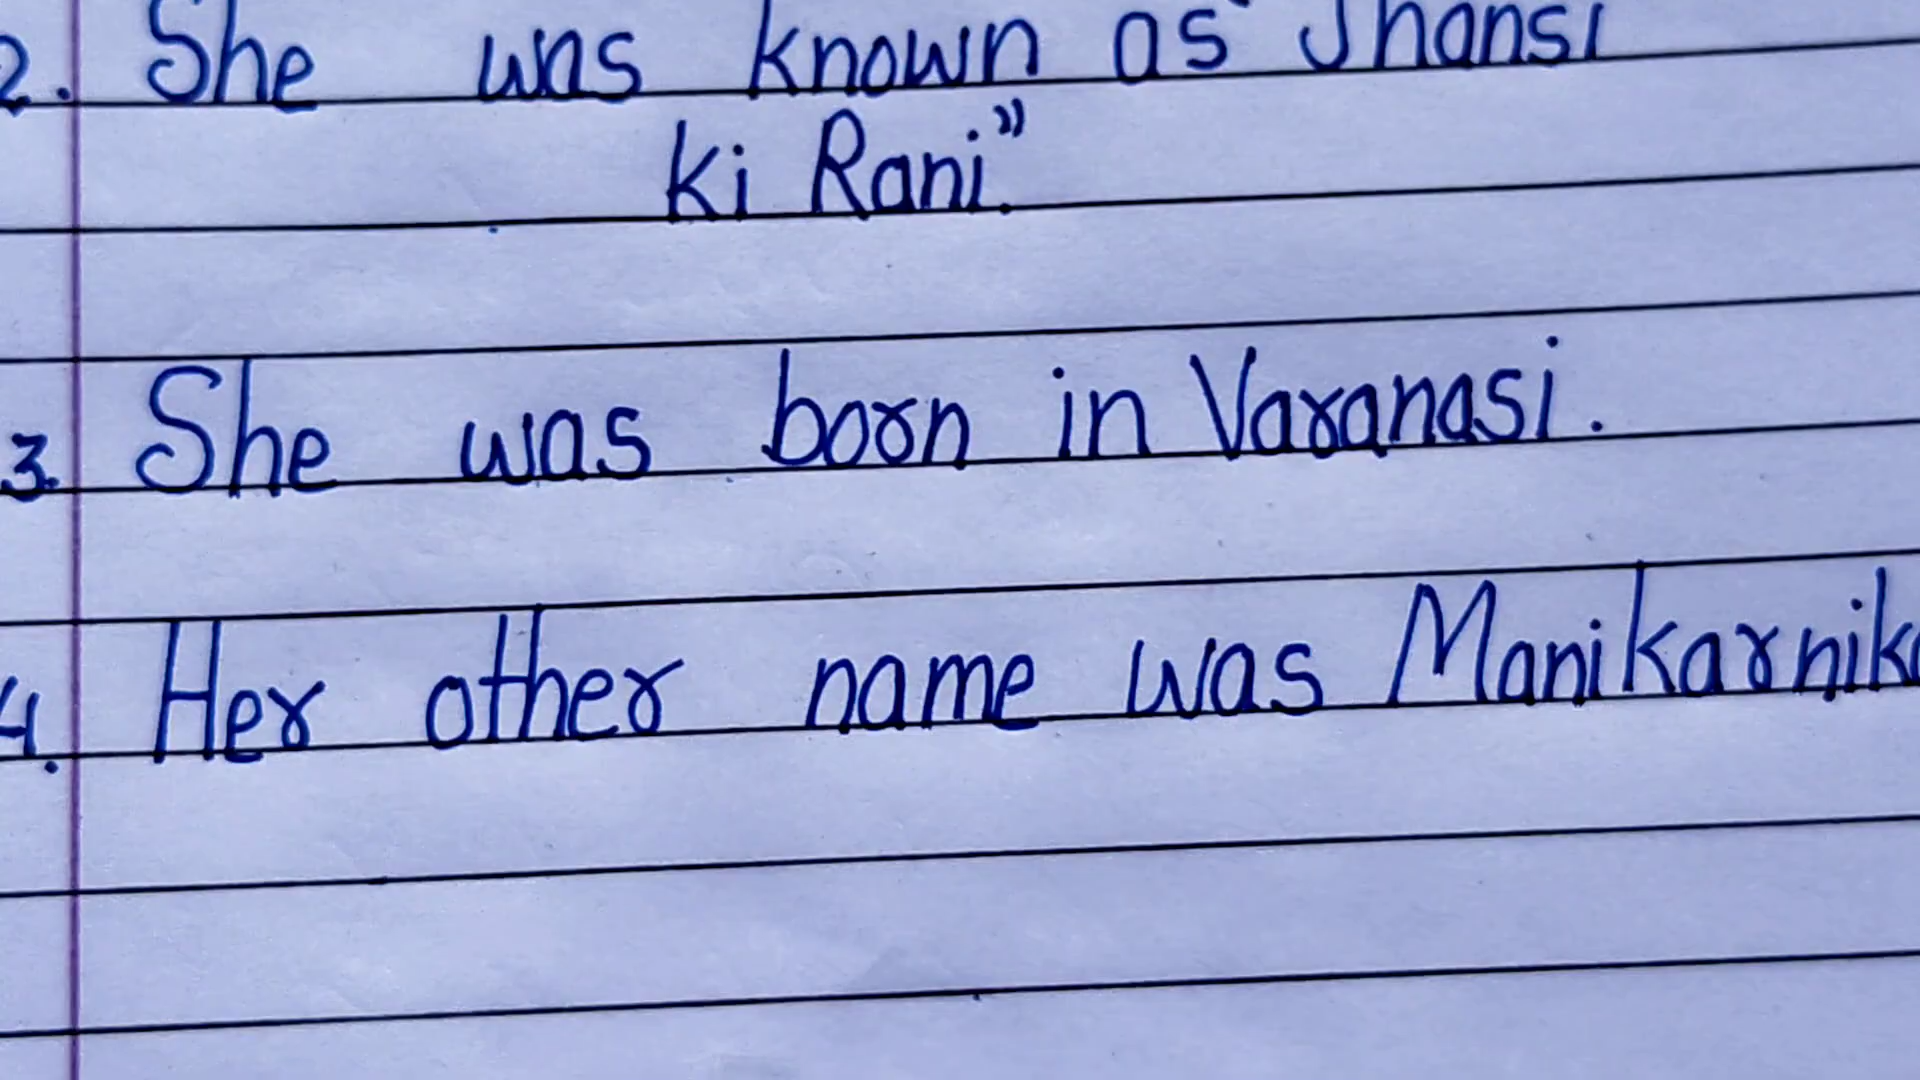 2. She was known as "Jhansi
ki Rani."
3. She was born in Varanasi.
4. Her other name was Manikarnika